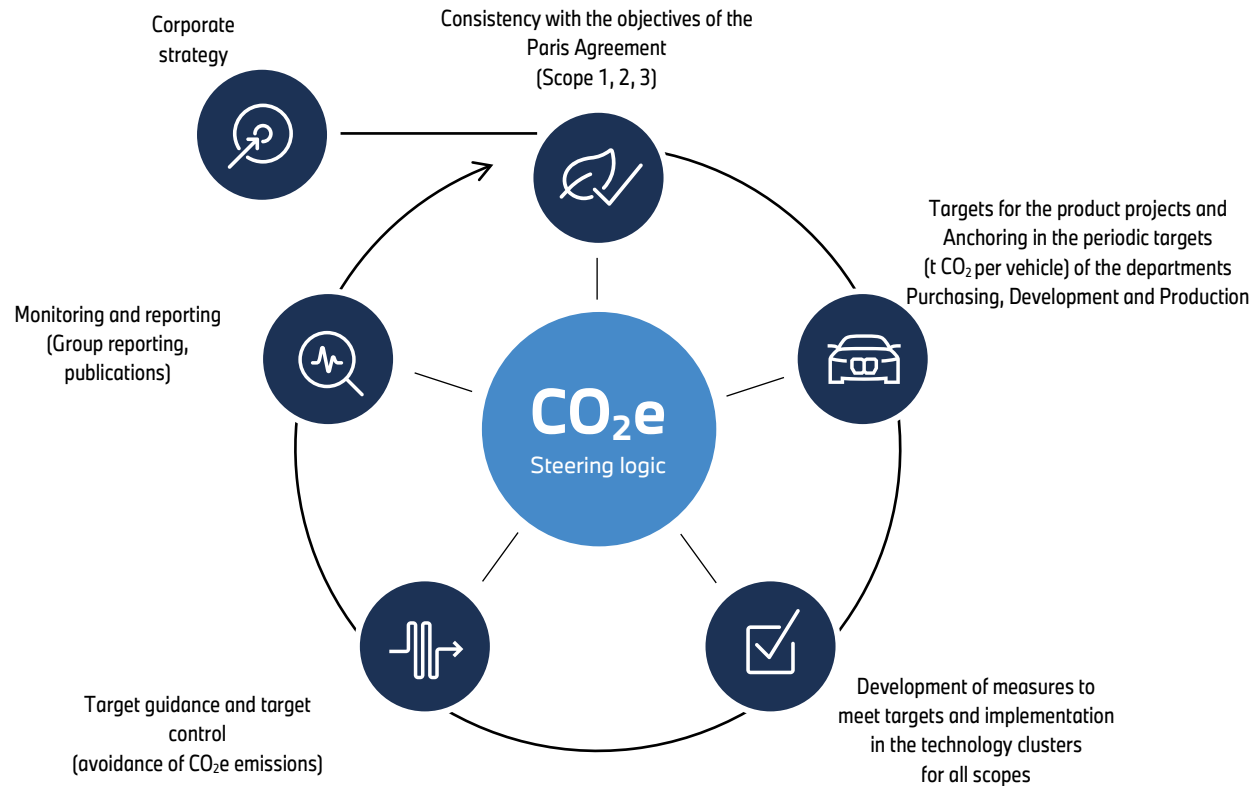 Corporate
strategy
Consistency with the objectives of the
Paris Agreement
(Scope 1, 2, 3)
Targets for the product projects and
Anchoring in the periodic targets
(t CO₂ per vehicle) of the departments
Purchasing, Development and Production
Monitoring and reporting
(Group reporting,
publications)
CO₂e
Steering logic
Target guidance and target
control
(avoidance of CO₂e emissions)
Development of measures to
meet targets and implementation
in the technology clusters
for all scopes